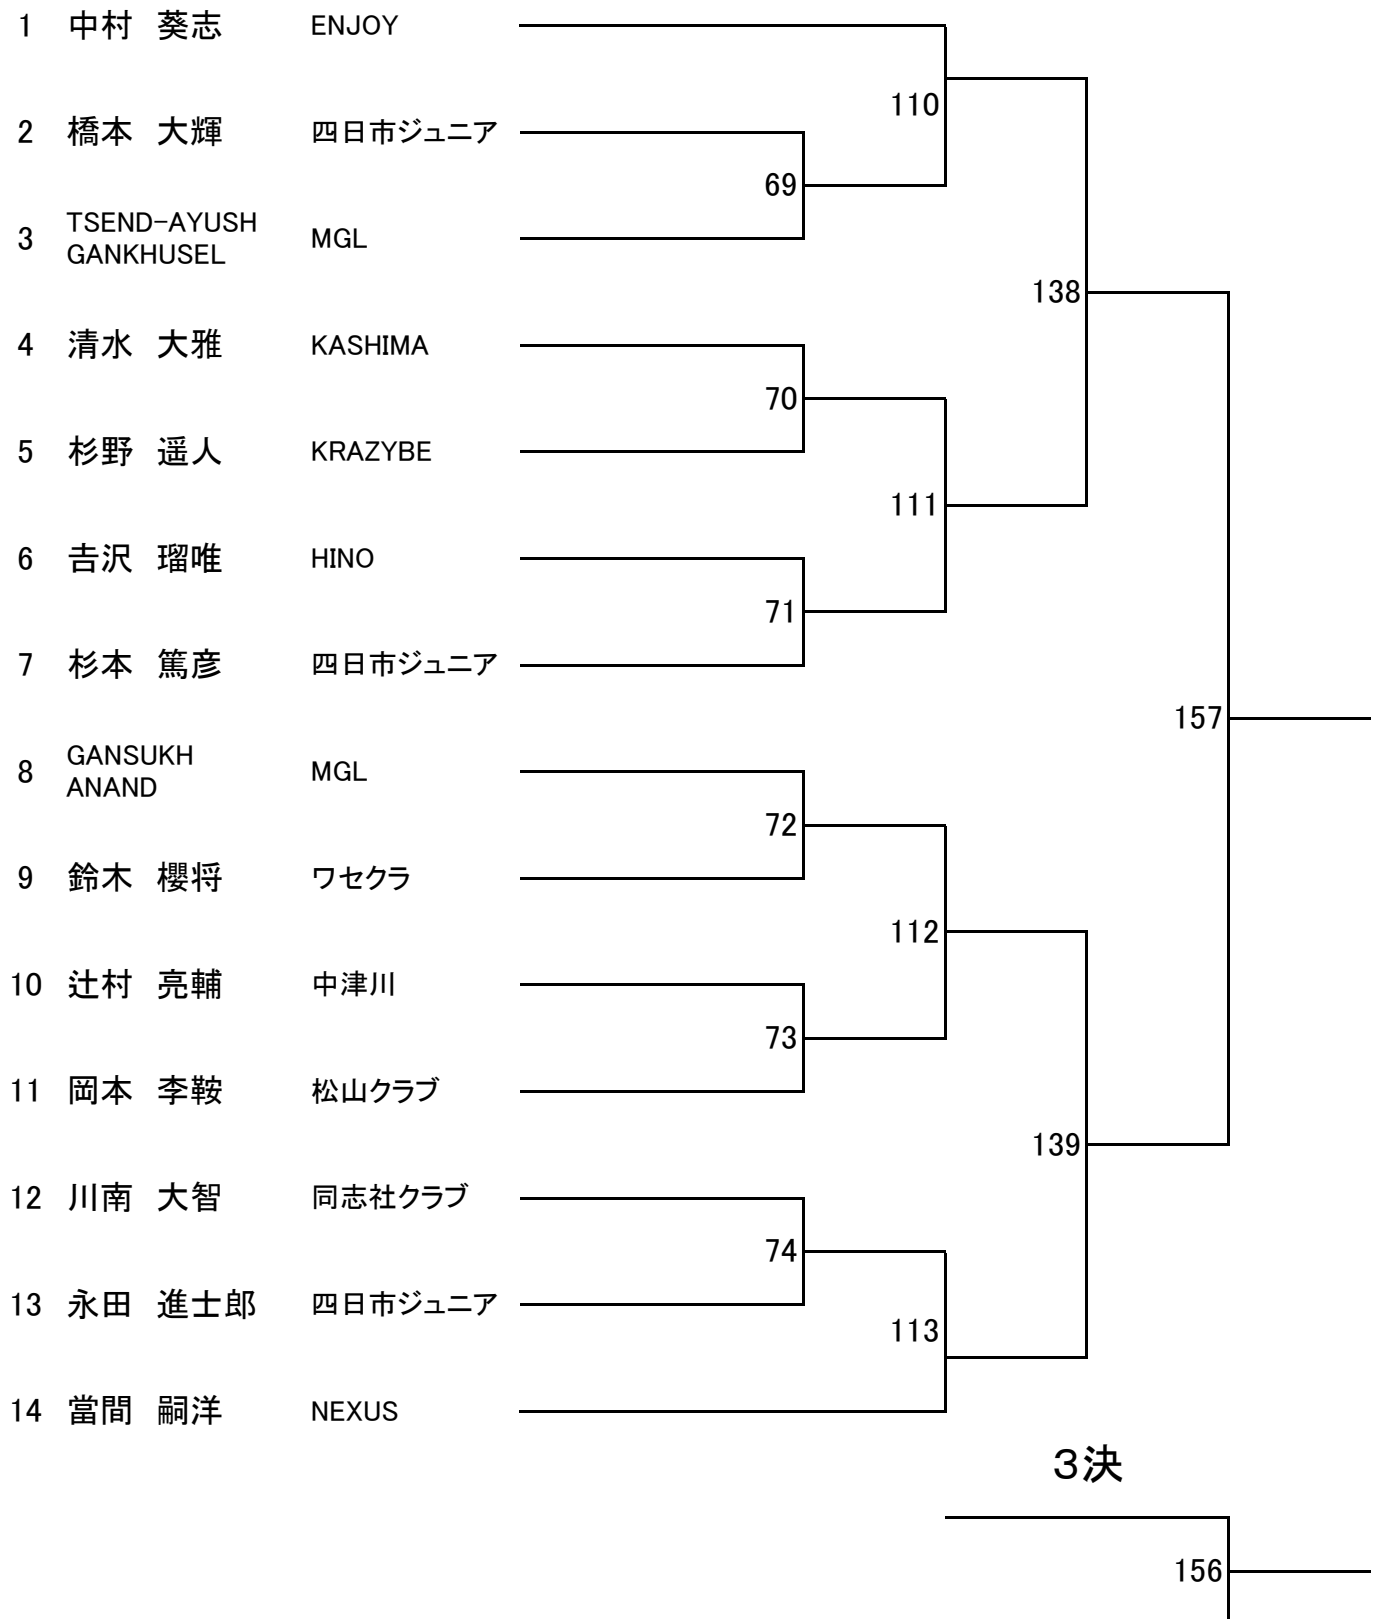 1 中村 葵志 ENJOY
110
2 橋本 大輝 四日市ジュニア
69
3 TSEND-AYUSH
GANKHUSEL MGL
138
4 清水 大雅 KASHIMA
70
5 杉野 遥人 KRAZYBE
111
6 𠮷沢 瑠唯 HINO
71
7 杉本 篤彦 四日市ジュニア
157
8 GANSUKH
ANAND MGL
72
9 鈴木 櫻将 ワセクラ
112
10 辻村 亮輔 中津川
73
11 岡本 李鞍 松山クラブ
139
12 川南 大智 同志社クラブ
74
13 永田 進士郎 四日市ジュニア
113
14 當間 嗣洋 NEXUS
3決
156